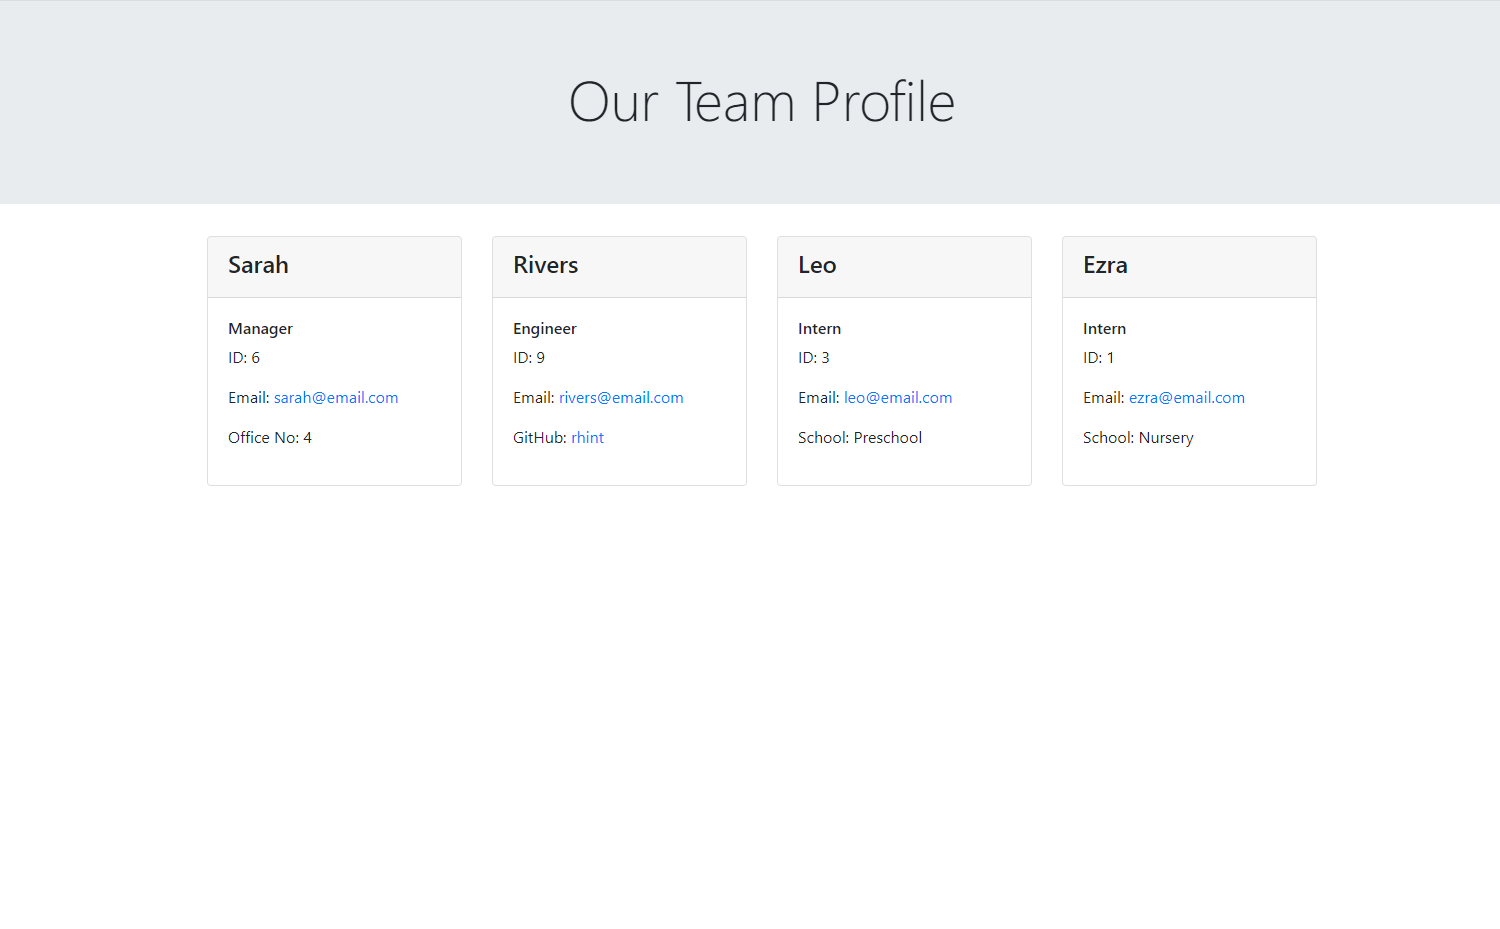 Our Team Profile
Sarah
Manager
ID: 6
Email: sarah@email.com
Office No: 4
Rivers
Engineer
ID: 9
Email: rivers@email.com
GitHub: rhint
Leo
Intern
ID: 3
Email: leo@email.com
School: Preschool
Ezra
Intern
ID: 1
Email: ezra@email.com
School: Nursery